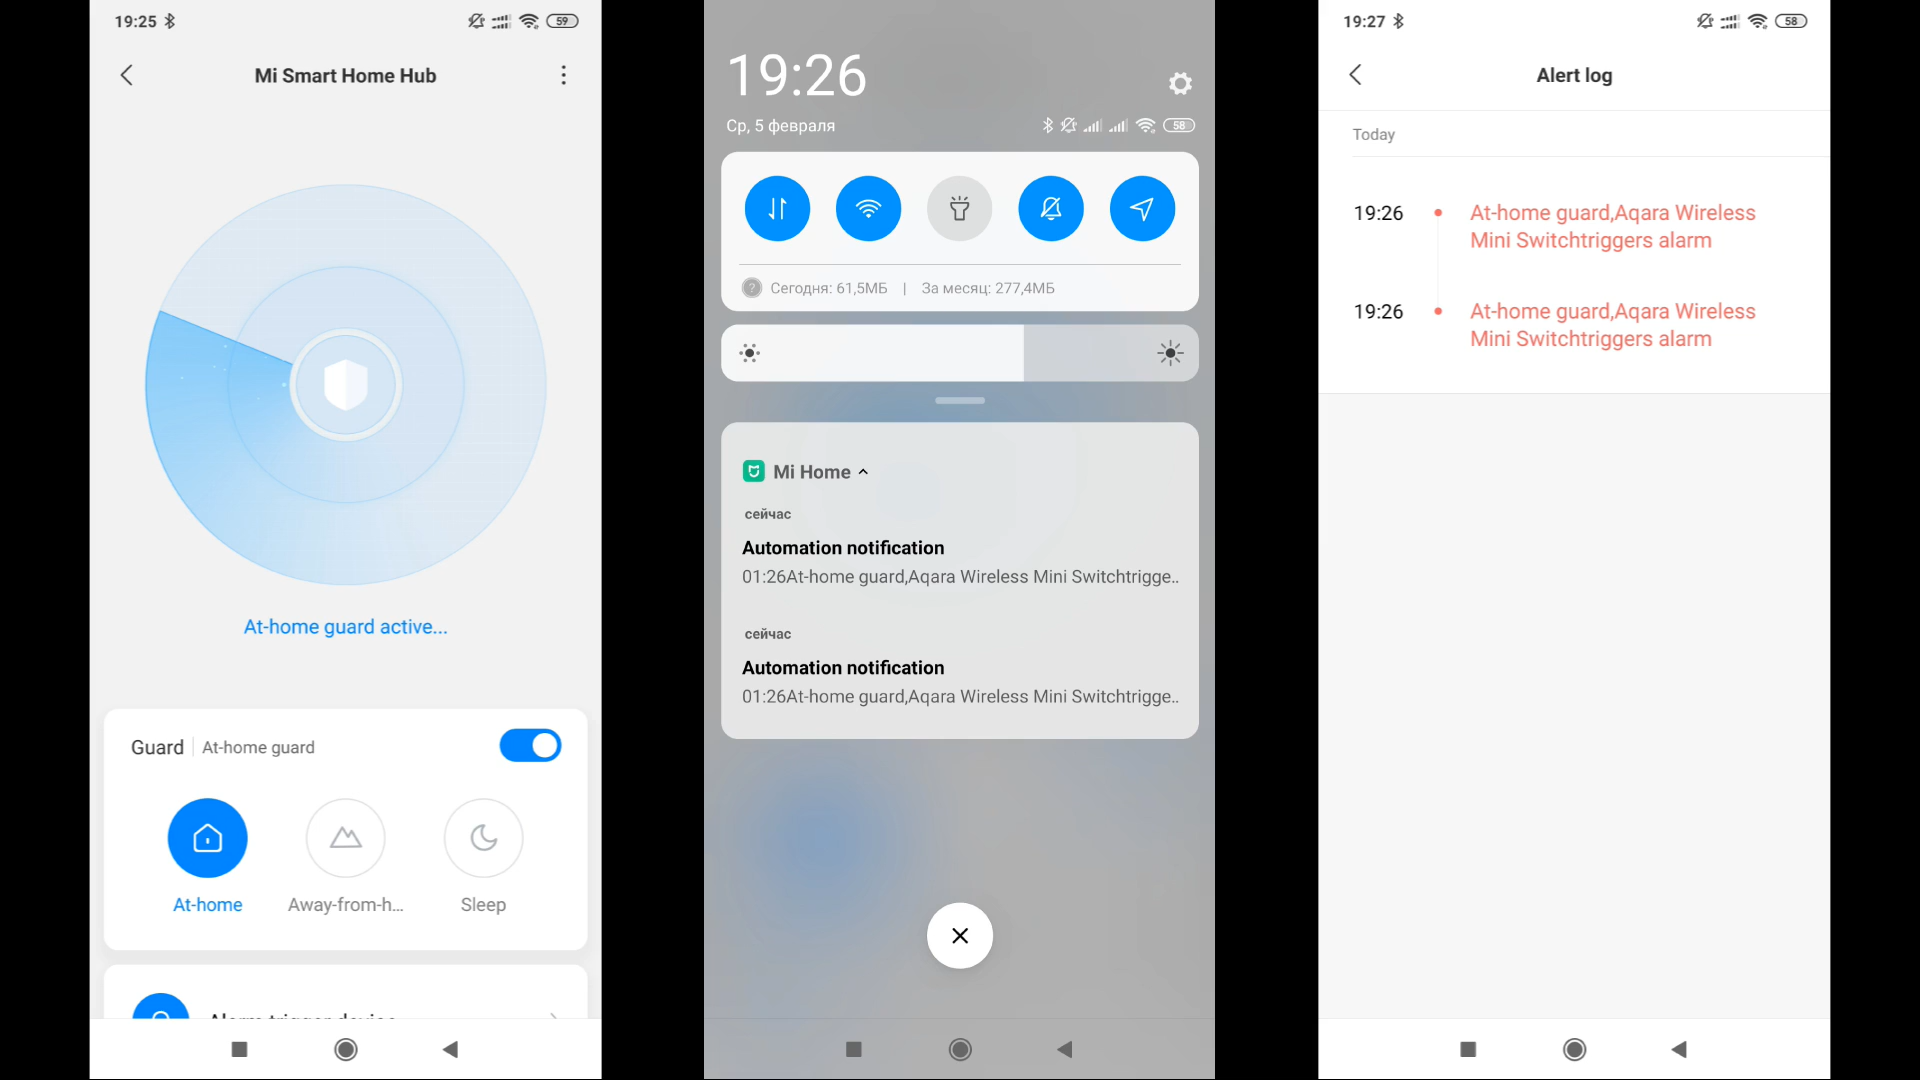 19:25
59
Mi Smart Home Hub
At-home guard active...
Guard | At-home guard
At-home
Away-from-h...
Sleep
Alarm trigger device
19:26
Ср, 5 февраля
58
Сегодня: 61,5МБ | За месяц: 277,4МБ
Mi Home
сейчас
Automation notification
01:26At-home guard,Aqara Wireless Mini Switchtrigge..
сейчас
Automation notification
01:26At-home guard,Aqara Wireless Mini Switchtrigge..
19:27
58
Alert log
Today
19:26
At-home guard,Aqara Wireless
Mini Switchtriggers alarm
19:26
At-home guard,Aqara Wireless
Mini Switchtriggers alarm